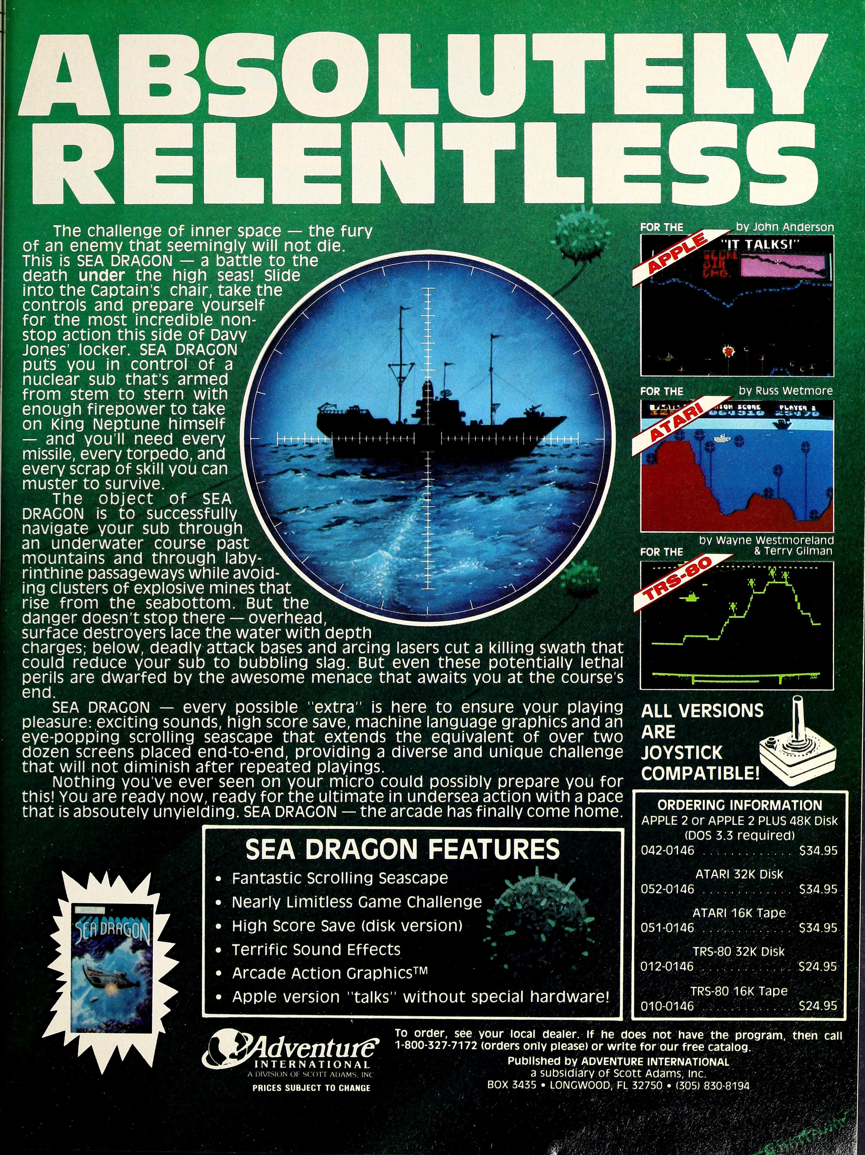 ABSOLUTELY
RELENTLESS
The challenge of inner space — the fury
of an enemy that seemingly will not die.
This is SEA DRAGON — a battle to the
death under the high seas! Slide
into the Captain's chair, take the
controls and prepare yourself
for the most incredible non-
stop action this side of Davy
Jones' locker. SEA DRAGON
puts you in control of a
nuclear sub that's armed
from stem to stern with
enough firepower to take
on King Neptune himself
— and you'll need every
missile, every torpedo, and
every scrap of skill you can
muster to survive.
The object of SEA
DRAGON is to successfully
navigate your sub through
an underwater course past
mountains and through laby-
rinthine passageways while avoid-
ing clusters of explosive mines that
rise from the seabottom. But the
danger doesn't stop there — overhead,
surface destroyers lace the water with depth
charges; below, deadly attack bases and arcing lasers cut a killing swath that
could reduce your sub to bubbling slag. But even these potentially lethal
perils are dwarfed by the awesome menace that awaits you at the course's
end.
SEA DRAGON — every possible "extra" is here to ensure your playing
pleasure: exciting sounds, high score save, machine language graphics and an
eye-popping scrolling seascape that extends the equivalent of over two
dozen screens placed end-to-end, providing a diverse and unique challenge
that will not diminish after repeated playings.
Nothing you've ever seen on your micro could possibly prepare you for
this! You are ready now, ready for the ultimate in undersea action with a pace
that is absoutely unyielding. SEA DRAGON — the arcade has finally come home.
FOR THE by John Anderson
APPLE
"IT TALKS!"
SCORE
AIR
DMG
FOR THE by Russ Wetmore
ATARI
HIGH SCORE PLAYER
by Wayne Westmoreland
FOR THE & Terry Gilman
TRS-80
ALL VERSIONS
ARE
JOYSTICK
COMPATIBLE!
ORDERING INFORMATION
APPLE 2 or APPLE 2 PLUS 48K Disk
(DOS 3.3 required)
042-0146 . . . . . . . . . . . . $34.95
ATARI 32K Disk
052-0146 . . . . . . . . . . . . $34.95
ATARI 16K Tape
051-0146 . . . . . . . . . . . . $34.95
TRS-80 32K Disk
012-0146 . . . . . . . . . . . . $24.95
TRS-80 16K Tape
010-0146 . . . . . . . . . . . . $24.95
SEA DRAGON FEATURES
• Fantastic Scrolling Seascape
• Nearly Limitless Game Challenge
• High Score Save (disk version)
• Terrific Sound Effects
• Arcade Action Graphics™
• Apple version "talks" without special hardware!
SEA DRAGON
Adventure
INTERNATIONAL
A DIVISION OF SCOTT ADAMS, INC
PRICES SUBJECT TO CHANGE
To order, see your local dealer. If he does not have the program, then call
1-800-327-7172 (orders only please) or write for our free catalog.
Published by ADVENTURE INTERNATIONAL
a subsidiary of Scott Adams, Inc.
BOX 3435 • LONGWOOD, FL 32750 • (305) 830-8194